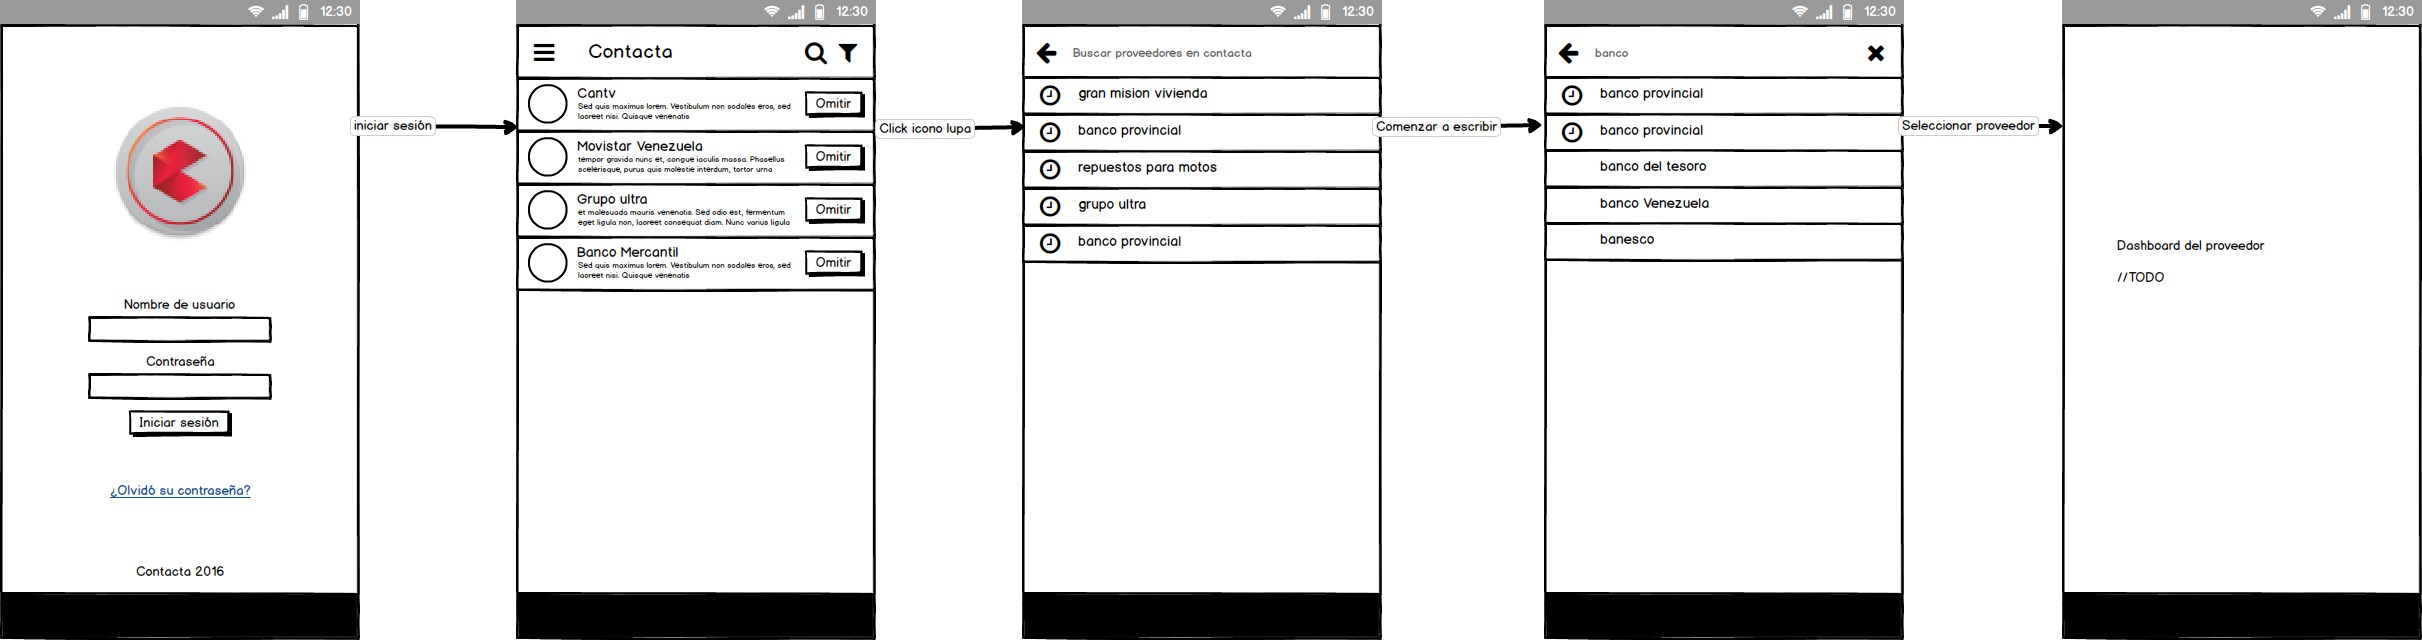 12:30
Nombre de usuario
Contraseña
Iniciar sesión
¿Olvidó su contraseña?
Contacta 2016
iniciar sesión
12:30
Contacta
Cantv
Sed quis maximus lorem. Vestibulum non sodales eros, sed
laoreet nisi. Quisque venenatis
Omitir
Movistar Venezuela
tempor gravida nunc et, congue iaculis massa. Phasellus
scelerisque, purus quis molestie interdum, tortor urna
Omitir
Grupo ultra
et malesuada mauris venenatis. Sed odio est, fermentum
eget ligula non, laoreet consequat diam. Nunc varius ligula
Omitir
Banco Mercantil
Sed quis maximus lorem. Vestibulum non sodales eros, sed
laoreet nisi. Quisque venenatis
Omitir
Click icono lupa
12:30
Buscar proveedores en contacta
gran mision vivienda
banco provincial
repuestos para motos
grupo ultra
banco provincial
Comenzar a escribir
12:30
banco
banco provincial
banco provincial
banco del tesoro
banco Venezuela
banesco
Seleccionar proveedor
12:30
Dashboard del proveedor
//TODO